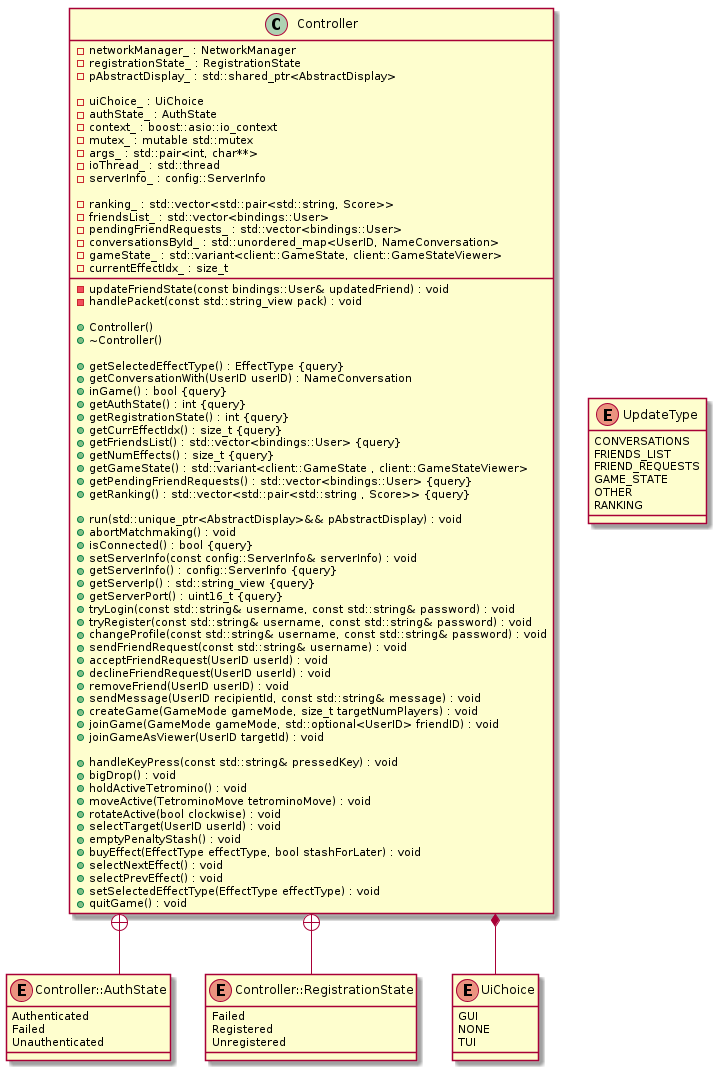 C Controller
networkManager_ : NetworkManager
registrationState_ : RegistrationState
pAbstractDisplay_ : std::shared_ptr<AbstractDisplay>
uiChoice_ : UiChoice
authState_ : AuthState
context_ : boost::asio::io_context
mutex_ : mutable std::mutex
args_ : std::pair<int, char**>
ioThread_ : std::thread
serverInfo_ : config::ServerInfo
ranking_ : std::vector<std::pair<std::string, Score>>
friendsList_ : std::vector<bindings::User>
pendingFriendRequests_ : std::vector<bindings::User>
conversationsById_ : std::unordered_map<UserID, NameConversation>
gameState_ : std::variant<client::GameState, client::GameStateViewer>
currentEffectIdx_ : size_t
updateFriendState(const bindings::User& updatedFriend) : void
handlePacket(const std::string_view pack) : void
Controller()
~Controller()
getSelectedEffectType() : EffectType {query}
getConversationWith(UserID userID) : NameConversation
inGame() : bool {query}
getAuthState() : int {query}
getRegistrationState() : int {query}
getCurrEffectIdx() : size_t {query}
getFriendsList() : std::vector<bindings::User> {query}
getNumEffects() : size_t {query}
getGameState() : std::variant<client::GameState , client::GameStateViewer>
getPendingFriendRequests() : std::vector<bindings::User> {query}
getRanking() : std::vector<std::pair<std::string , Score>> {query}
run(std::unique_ptr<AbstractDisplay>&& pAbstractDisplay) : void
abortMatchmaking() : void
isConnected() : bool {query}
setServerInfo(const config::ServerInfo& serverInfo) : void
getServerInfo() : config::ServerInfo {query}
getServerIp() : std::string_view {query}
getServerPort() : uint16_t {query}
tryLogin(const std::string& username, const std::string& password) : void
tryRegister(const std::string& username, const std::string& password) : void
changeProfile(const std::string& username, const std::string& password) : void
sendFriendRequest(const std::string& username) : void
acceptFriendRequest(UserID userId) : void
declineFriendRequest(UserID userId) : void
removeFriend(UserID userID) : void
sendMessage(UserID recipientId, const std::string& message) : void
createGame(GameMode gameMode, size_t targetNumPlayers) : void
joinGame(GameMode gameMode, std::optional<UserID> friendID) : void
joinGameAsViewer(UserID targetId) : void
handleKeyPress(const std::string& pressedKey) : void
bigDrop() : void
holdActiveTetromino() : void
moveActive(TetrominoMove tetrominoMove) : void
rotateActive(bool clockwise) : void
selectTarget(UserID userId) : void
emptyPenaltyStash() : void
buyEffect(EffectType effectType, bool stashForLater) : void
selectNextEffect() : void
selectPrevEffect() : void
setSelectedEffectType(EffectType effectType) : void
quitGame() : void
E UpdateType
CONVERSATIONS
FRIENDS_LIST
FRIEND_REQUESTS
GAME_STATE
OTHER
RANKING
E Controller::AuthState
Authenticated
Failed
Unauthenticated
E Controller::RegistrationState
Failed
Registered
Unregistered
E UiChoice
GUI
NONE
TUI